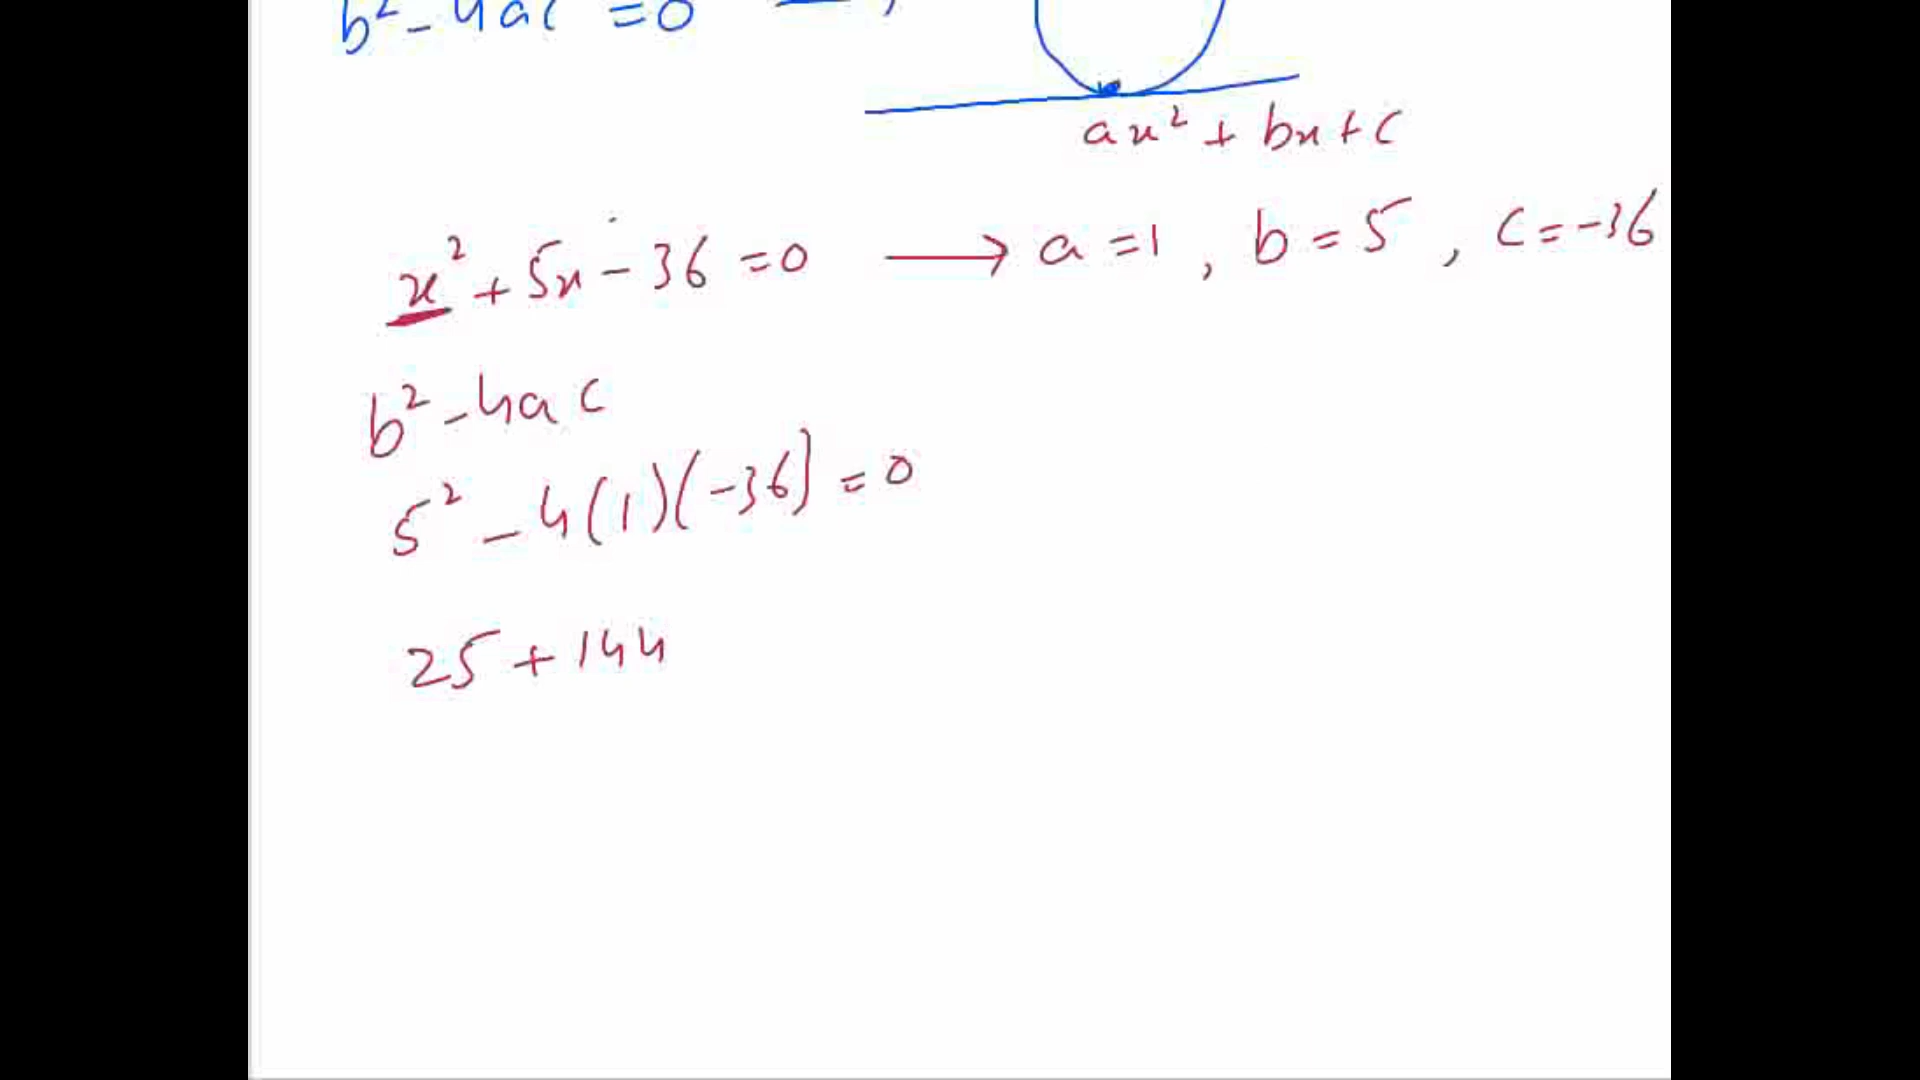 b² - 4ac = 0
ax² + bx + c
x² + 5x - 36 = 0 → a = 1 , b = 5 , c = -36
b² - 4ac
5² - 4(1)(-36) = 0
25 + 144